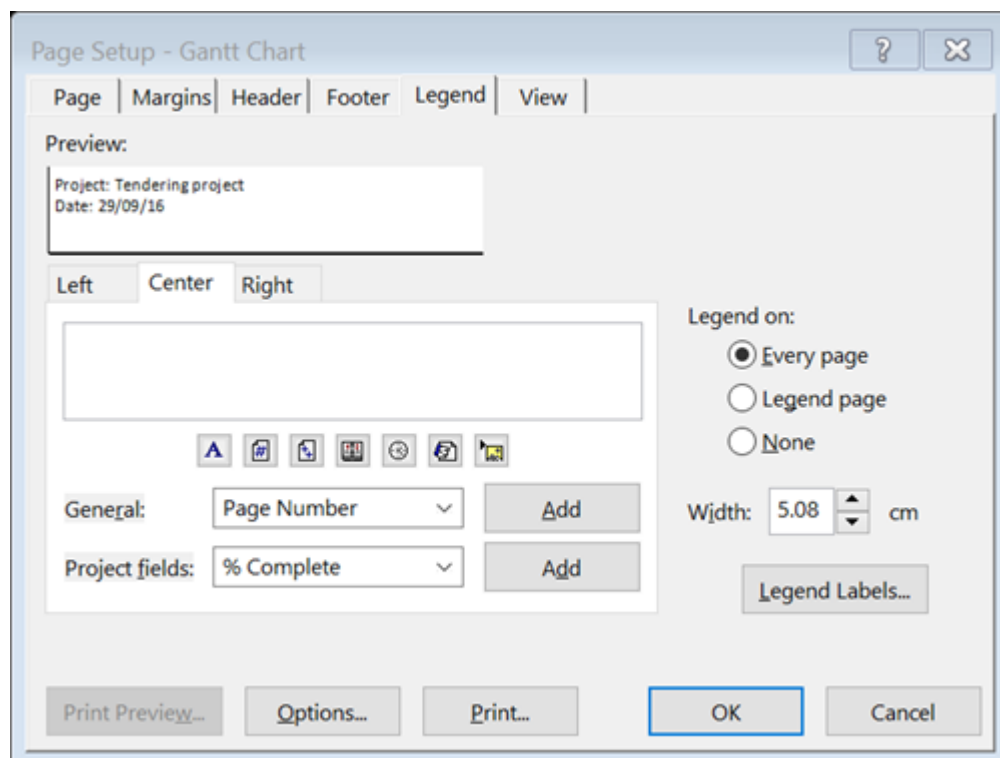 Page Setup - Gantt Chart
Page Margins Header Footer Legend View
Preview:
Project: Tendering project
Date: 29/09/16
Left Center Right
Legend on:
Every page
Legend page
None
A
General: Page Number Add
Width: 5.08 cm
Project fields: % Complete Add
Legend Labels...
Print Preview... Options... Print... OK Cancel